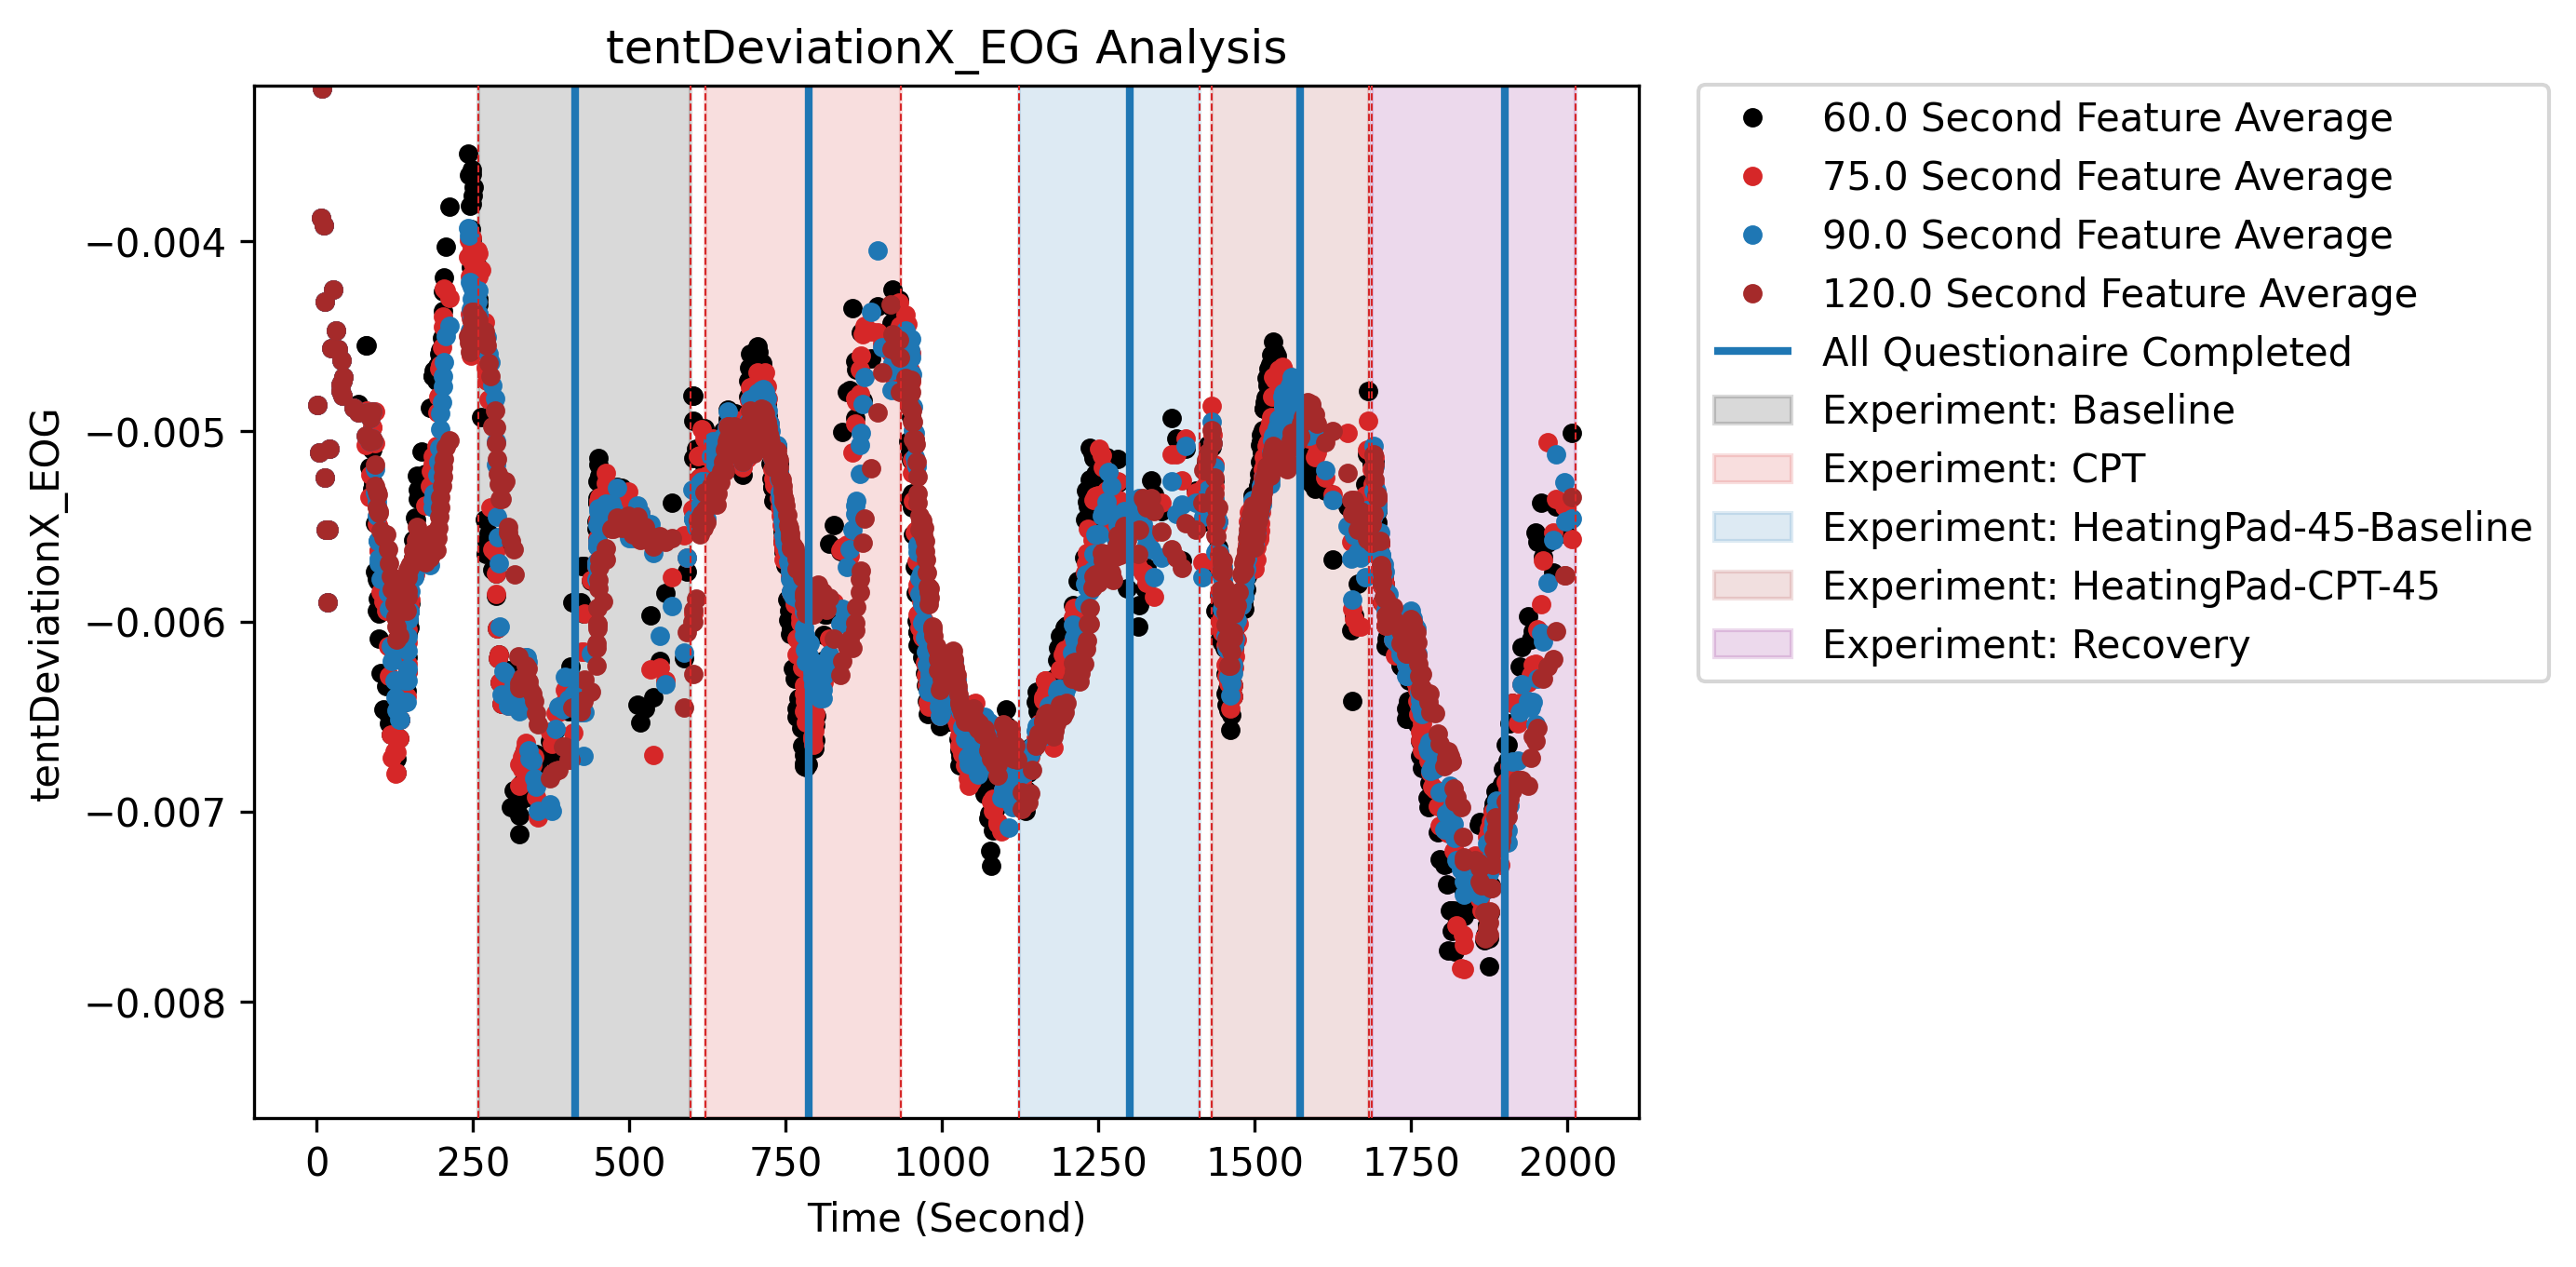 tentDeviationX_EOG Analysis
tentDeviationX_EOG
−0.004
−0.005
−0.006
−0.007
−0.008
0 250 500 750 1000 1250 1500 1750 2000
Time (Second)
60.0 Second Feature Average
75.0 Second Feature Average
90.0 Second Feature Average
120.0 Second Feature Average
All Questionaire Completed
Experiment: Baseline
Experiment: CPT
Experiment: HeatingPad-45-Baseline
Experiment: HeatingPad-CPT-45
Experiment: Recovery